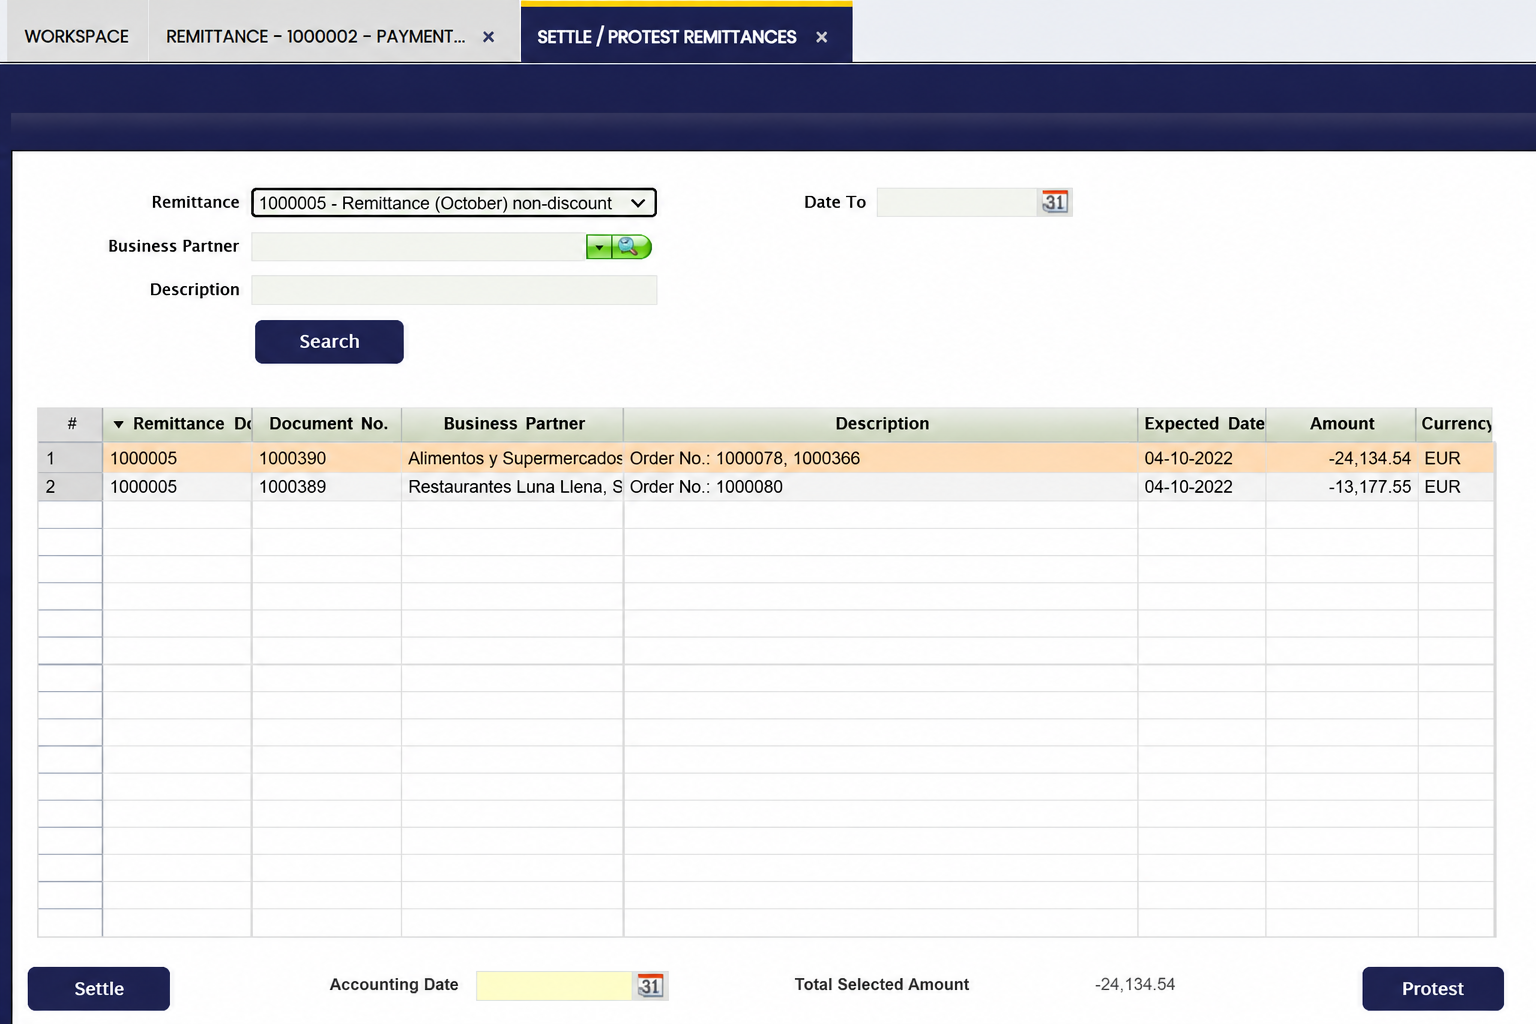 WORKSPACE REMITTANCE - 1000002 - PAYMENT... × SETTLE / PROTEST REMITTANCES ×
Remittance 1000005 - Remittance (October) non-discount Date To 31
Business Partner
Description
Search
# Remittance Do Document No. Business Partner Description Expected Date Amount Currency
1 1000005 1000390 Alimentos y Supermercados Order No.: 1000078, 1000366 04-10-2022 -24,134.54 EUR
2 1000005 1000389 Restaurantes Luna Llena, S Order No.: 1000080 04-10-2022 -13,177.55 EUR
Settle Accounting Date 31 Total Selected Amount -24,134.54 Protest